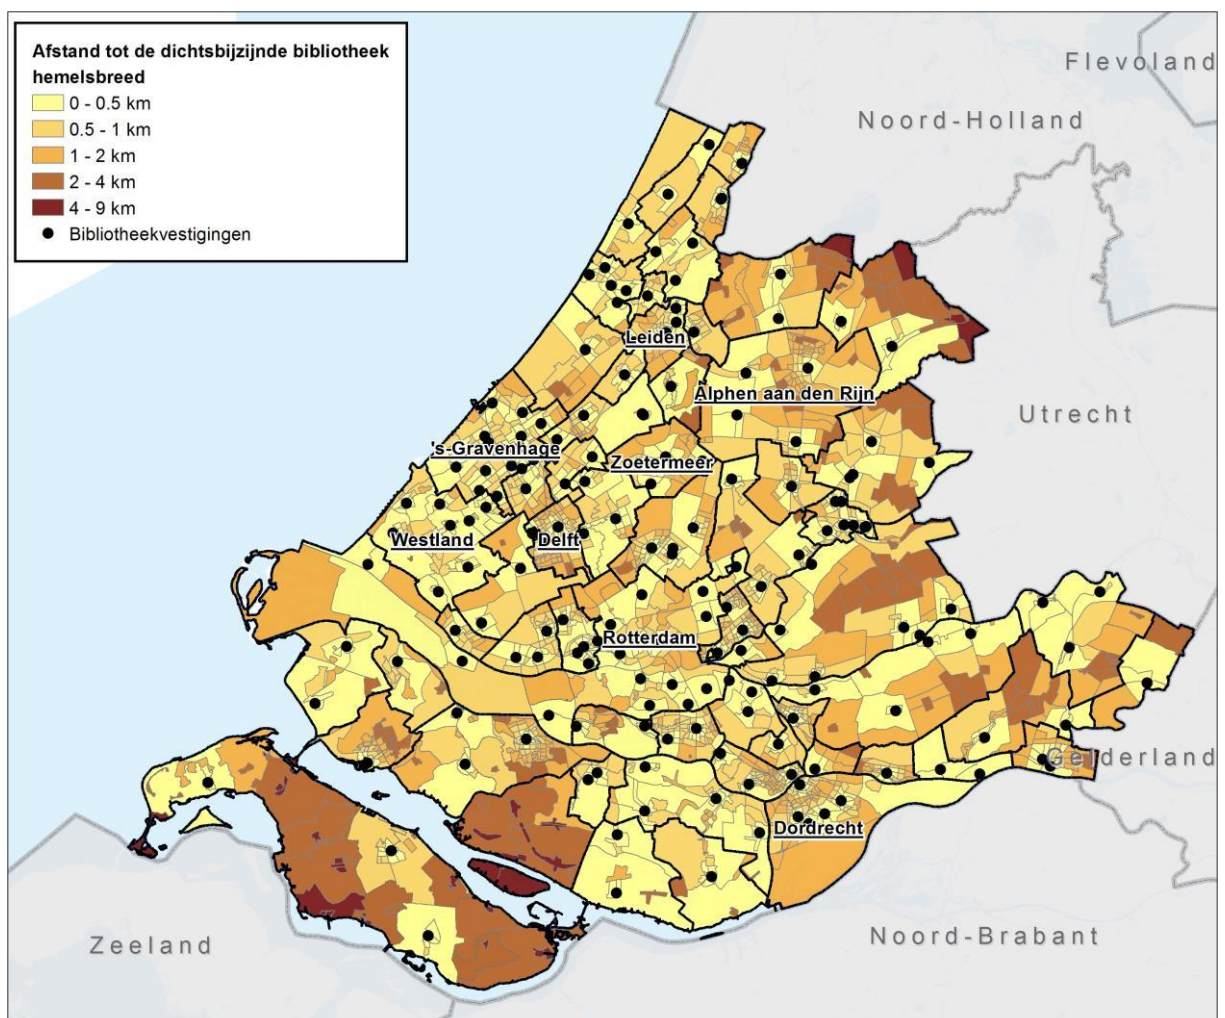 Afstand tot de dichtsbijzijnde bibliotheek
hemelsbreed
0 - 0.5 km
0.5 - 1 km
1 - 2 km
2 - 4 km
4 - 9 km
Bibliotheekvestigingen
Flevoland
Noord-Holland
Leiden
Alphen aan den Rijn
Utrecht
's-Gravenhage
Zoetermeer
Westland
Delft
Rotterdam
Gelderland
Dordrecht
Zeeland
Noord-Brabant